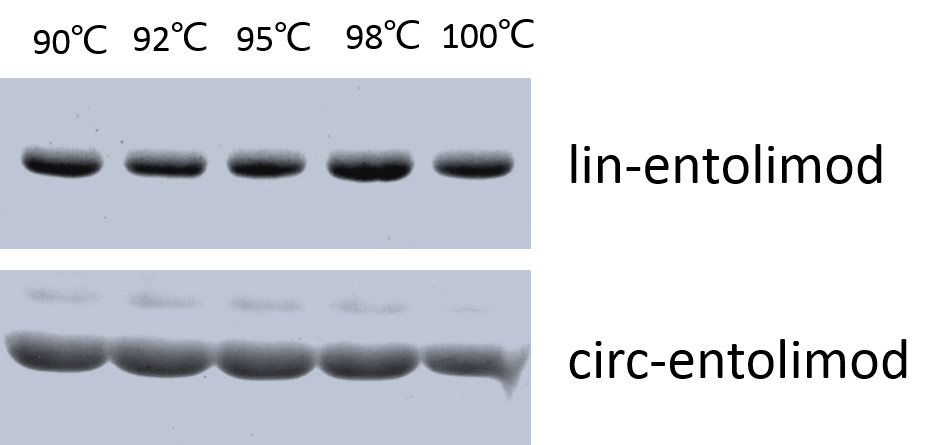 90℃ 92℃ 95℃ 98℃ 100℃
lin-entolimod
circ-entolimod